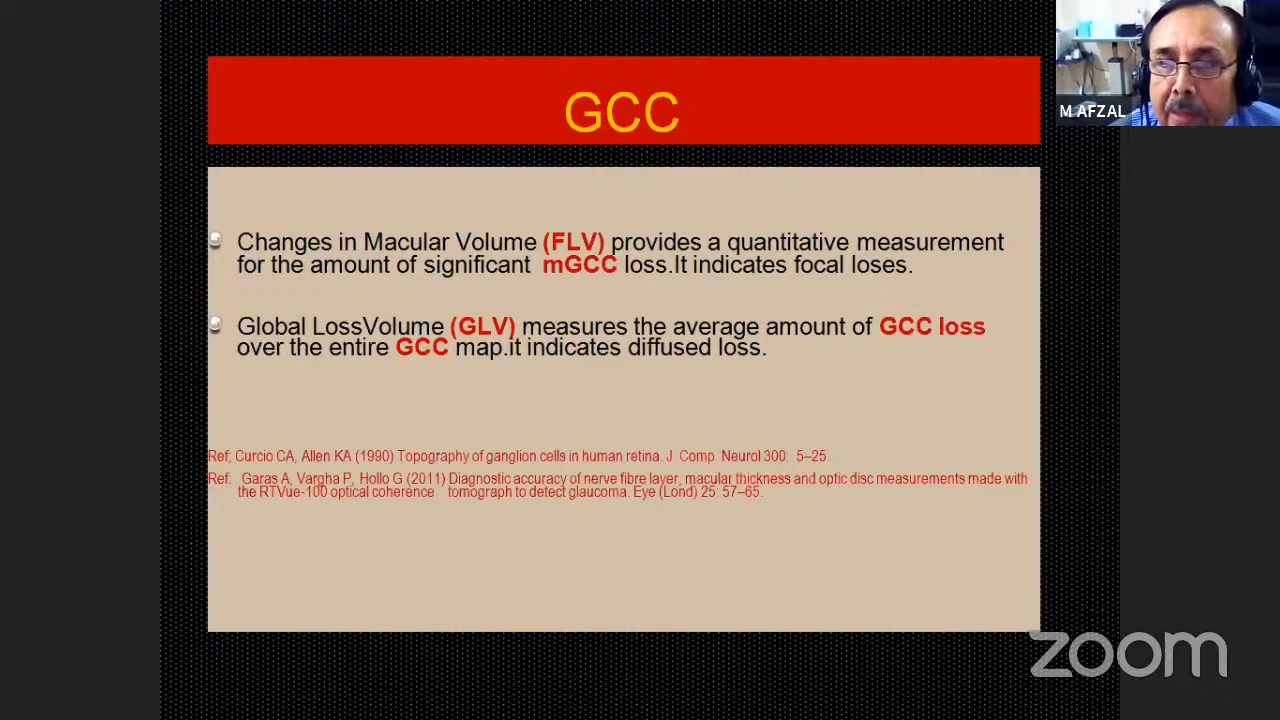 GCC
M AFZAL
Changes in Macular Volume (FLV) provides a quantitative measurement
for the amount of significant mGCC loss.It indicates focal loses.
Global LossVolume (GLV) measures the average amount of GCC loss
over the entire GCC map.it indicates diffused loss.
Ref; Curcio CA, Allen KA (1990) Topography of ganglion cells in human retina. J Comp Neurol 300: 5–25.
Ref: Garas A, Vargha P, Hollo G (2011) Diagnostic accuracy of nerve fibre layer, macular thickness and optic disc measurements made with
the RTVue-100 optical coherence tomograph to detect glaucoma. Eye (Lond) 25: 57–65.
zoom